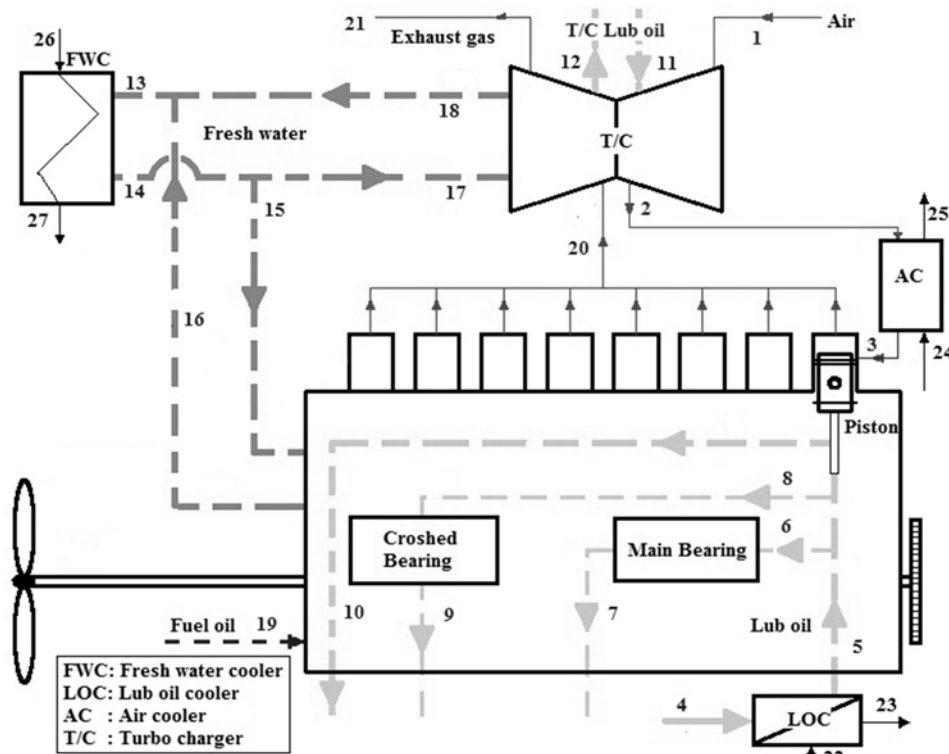 21
Exhaust gas
T/C Lub oil
12
11
1
Air
26
FWC
13
18
Fresh water
T/C
14
17
27
15
2
25
20
AC
16
3
24
Piston
8
Croshed
Bearing
Main Bearing
6
10
9
7
Lub oil
5
Fuel oil
19
FWC: Fresh water cooler
LOC: Lub oil cooler
AC : Air cooler
T/C : Turbo charger
4
LOC
23
22